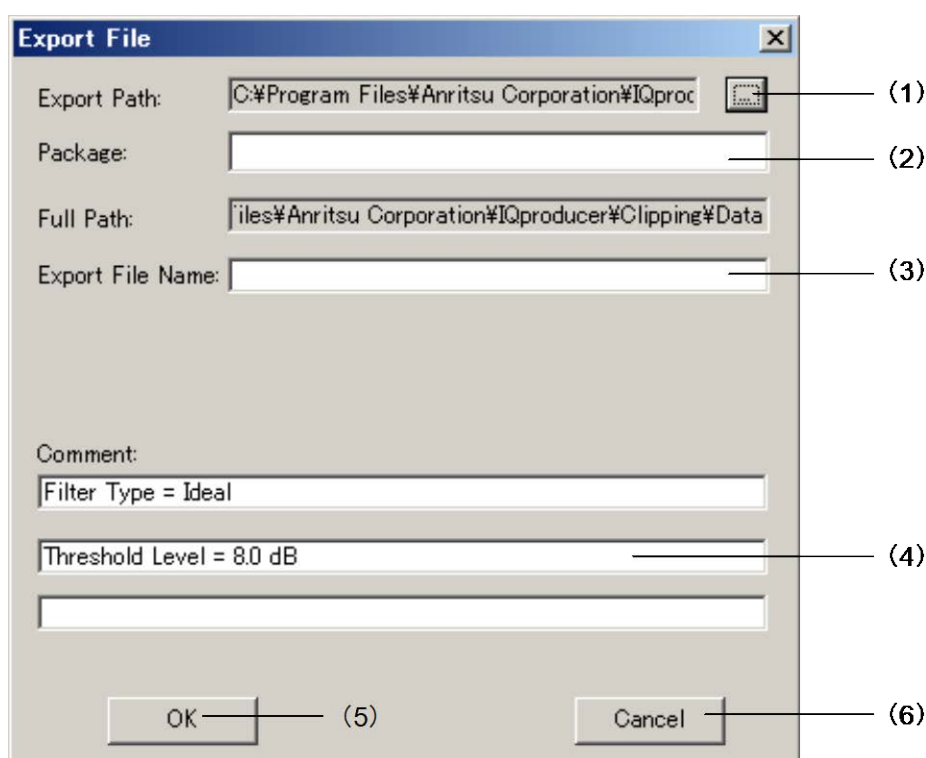 Export File
Export Path: C:¥Program Files¥Anritsu Corporation¥IQproc ... (1)
Package: (2)
Full Path: iles¥Anritsu Corporation¥IQproducer¥Clipping¥Data
Export File Name: (3)
Comment:
Filter Type = Ideal
Threshold Level = 8.0 dB (4)
OK (5) Cancel (6)